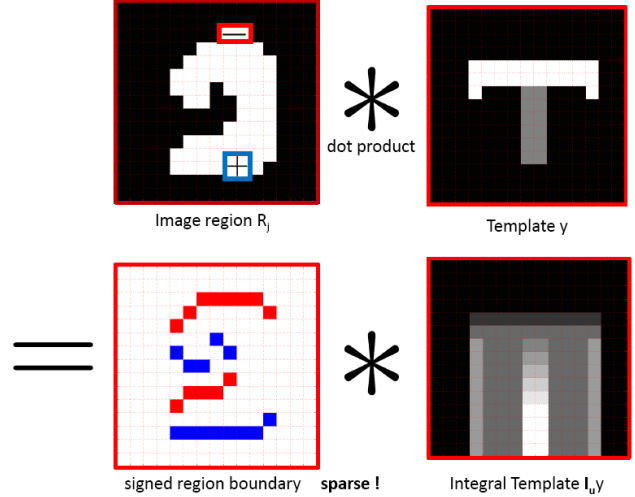 dot product
Image region Rj
Template y
signed region boundary sparse !
Integral Template Iuy